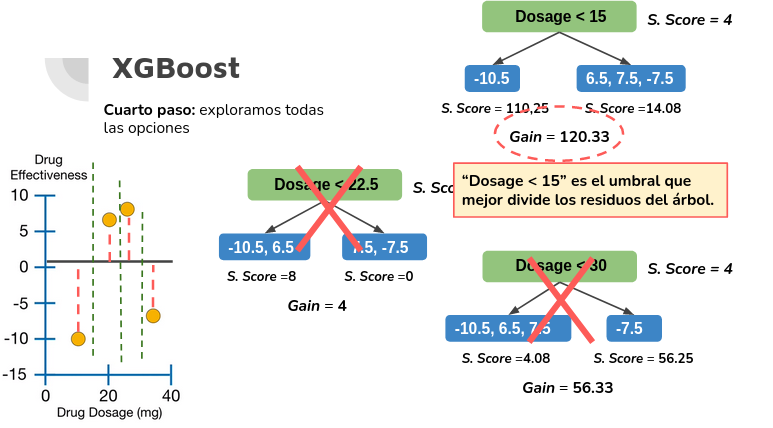 XGBoost
Cuarto paso: exploramos todas
las opciones
Drug
Effectiveness
10
5
0
-5
-10
-15
0
20
40
Drug Dosage (mg)
Dosage < 22.5
-10.5, 6.5
7.5, -7.5
S. Score =8
S. Score =0
Gain = 4
Dosage < 15
S. Score = 4
-10.5
6.5, 7.5, -7.5
S. Score = 110,25
S. Score =14.08
Gain = 120.33
“Dosage < 15” es el umbral que
mejor divide los residuos del árbol.
Dosage < 30
S. Score = 4
-10.5, 6.5, 7.5
-7.5
S. Score =4.08
S. Score = 56.25
Gain = 56.33